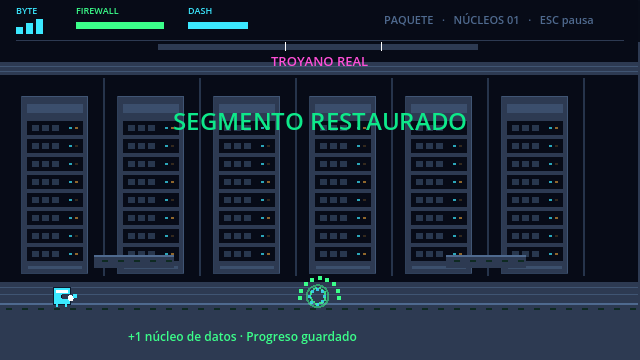 BYTE
FIREWALL
DASH
PAQUETE · NÚCLEOS 01 · ESC pausa
TROYANO REAL
SEGMENTO RESTAURADO
+1 núcleo de datos · Progreso guardado